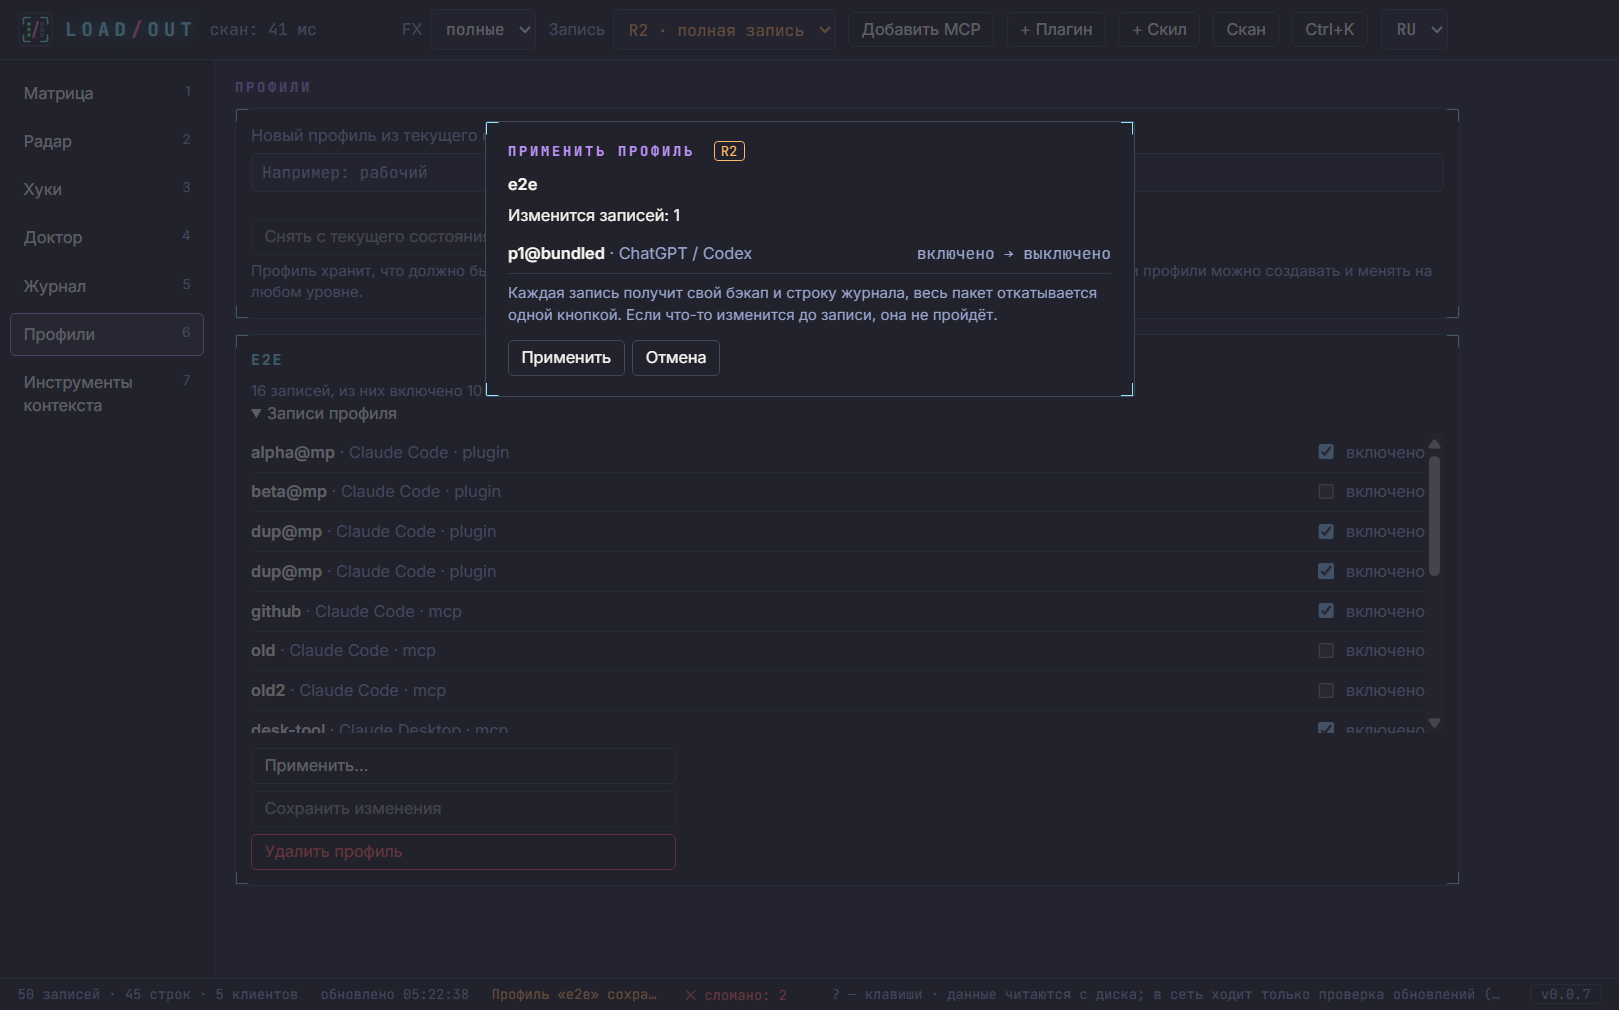 LOAD/OUT скан: 41 мс FX полные Запись R2 · полная запись Добавить MCP + Плагин + Скил Скан Ctrl+K RU
Матрица 1
Радар 2
Хуки 3
Доктор 4
Журнал 5
Профили 6
Инструменты контекста 7
ПРОФИЛИ
Новый профиль из текущего
Например: рабочий
Снять с текущего состояния
Профиль хранит, что должно профили можно создавать и менять на
любом уровне.
ПРИМЕНИТЬ ПРОФИЛЬ R2
e2e
Изменится записей: 1
p1@bundled · ChatGPT / Codex включено → выключено
Каждая запись получит свой бэкап и строку журнала, весь пакет откатывается
одной кнопкой. Если что-то изменится до записи, она не пройдёт.
Применить Отмена
E2E
16 записей, из них включено 10
▼ Записи профиля
alpha@mp · Claude Code · plugin включено
beta@mp · Claude Code · plugin включено
dup@mp · Claude Code · plugin включено
dup@mp · Claude Code · plugin включено
github · Claude Code · mcp включено
old · Claude Code · mcp включено
old2 · Claude Code · mcp включено
desk-tool · Claude Desktop · mcp включено
Применить...
Сохранить изменения
Удалить профиль
50 записей · 45 строк · 5 клиентов обновлено 05:22:38 Профиль «e2e» сохра… ✕ сломано: 2 ? — клавиши · данные читаются с диска; в сеть ходит только проверка обновлений (… v0.0.7